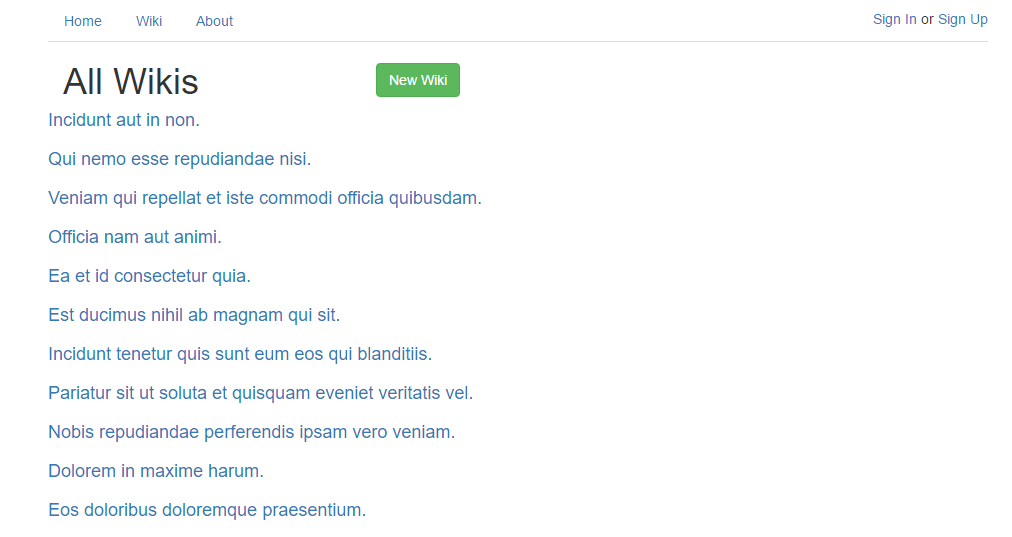 Home Wiki About Sign In or Sign Up
All Wikis New Wiki
Incidunt aut in non.
Qui nemo esse repudiandae nisi.
Veniam qui repellat et iste commodi officia quibusdam.
Officia nam aut animi.
Ea et id consectetur quia.
Est ducimus nihil ab magnam qui sit.
Incidunt tenetur quis sunt eum eos qui blanditiis.
Pariatur sit ut soluta et quisquam eveniet veritatis vel.
Nobis repudiandae perferendis ipsam vero veniam.
Dolorem in maxime harum.
Eos doloribus doloremque praesentium.